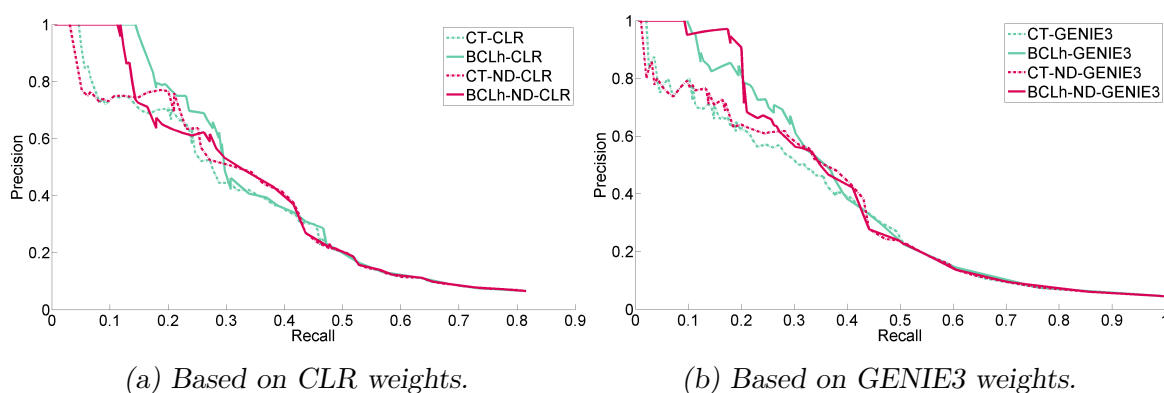 1
0.8
0.6
0.4
0.2
0
Precision
0 0.1 0.2 0.3 0.4 0.5 0.6 0.7 0.8 0.9
Recall
CT-CLR
BCLh-CLR
CT-ND-CLR
BCLh-ND-CLR
(a) Based on CLR weights.
1
0.8
0.6
0.4
0.2
0
Precision
0 0.1 0.2 0.3 0.4 0.5 0.6 0.7 0.8 0.9 1
Recall
CT-GENIE3
BCLh-GENIE3
CT-ND-GENIE3
BCLh-ND-GENIE3
(b) Based on GENIE3 weights.